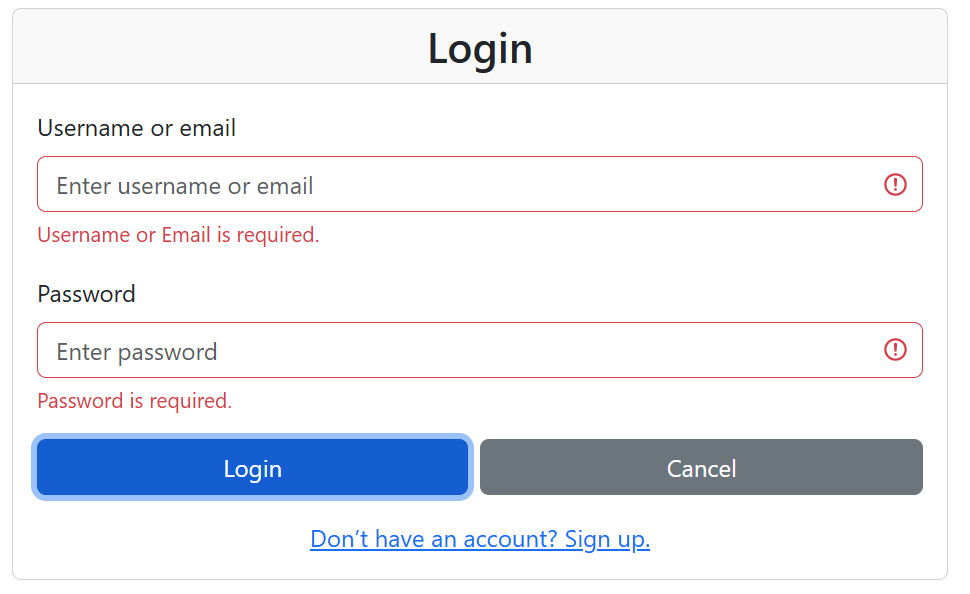 Login
Username or email
Enter username or email
Username or Email is required.
Password
Enter password
Password is required.
Login Cancel
Don’t have an account? Sign up.